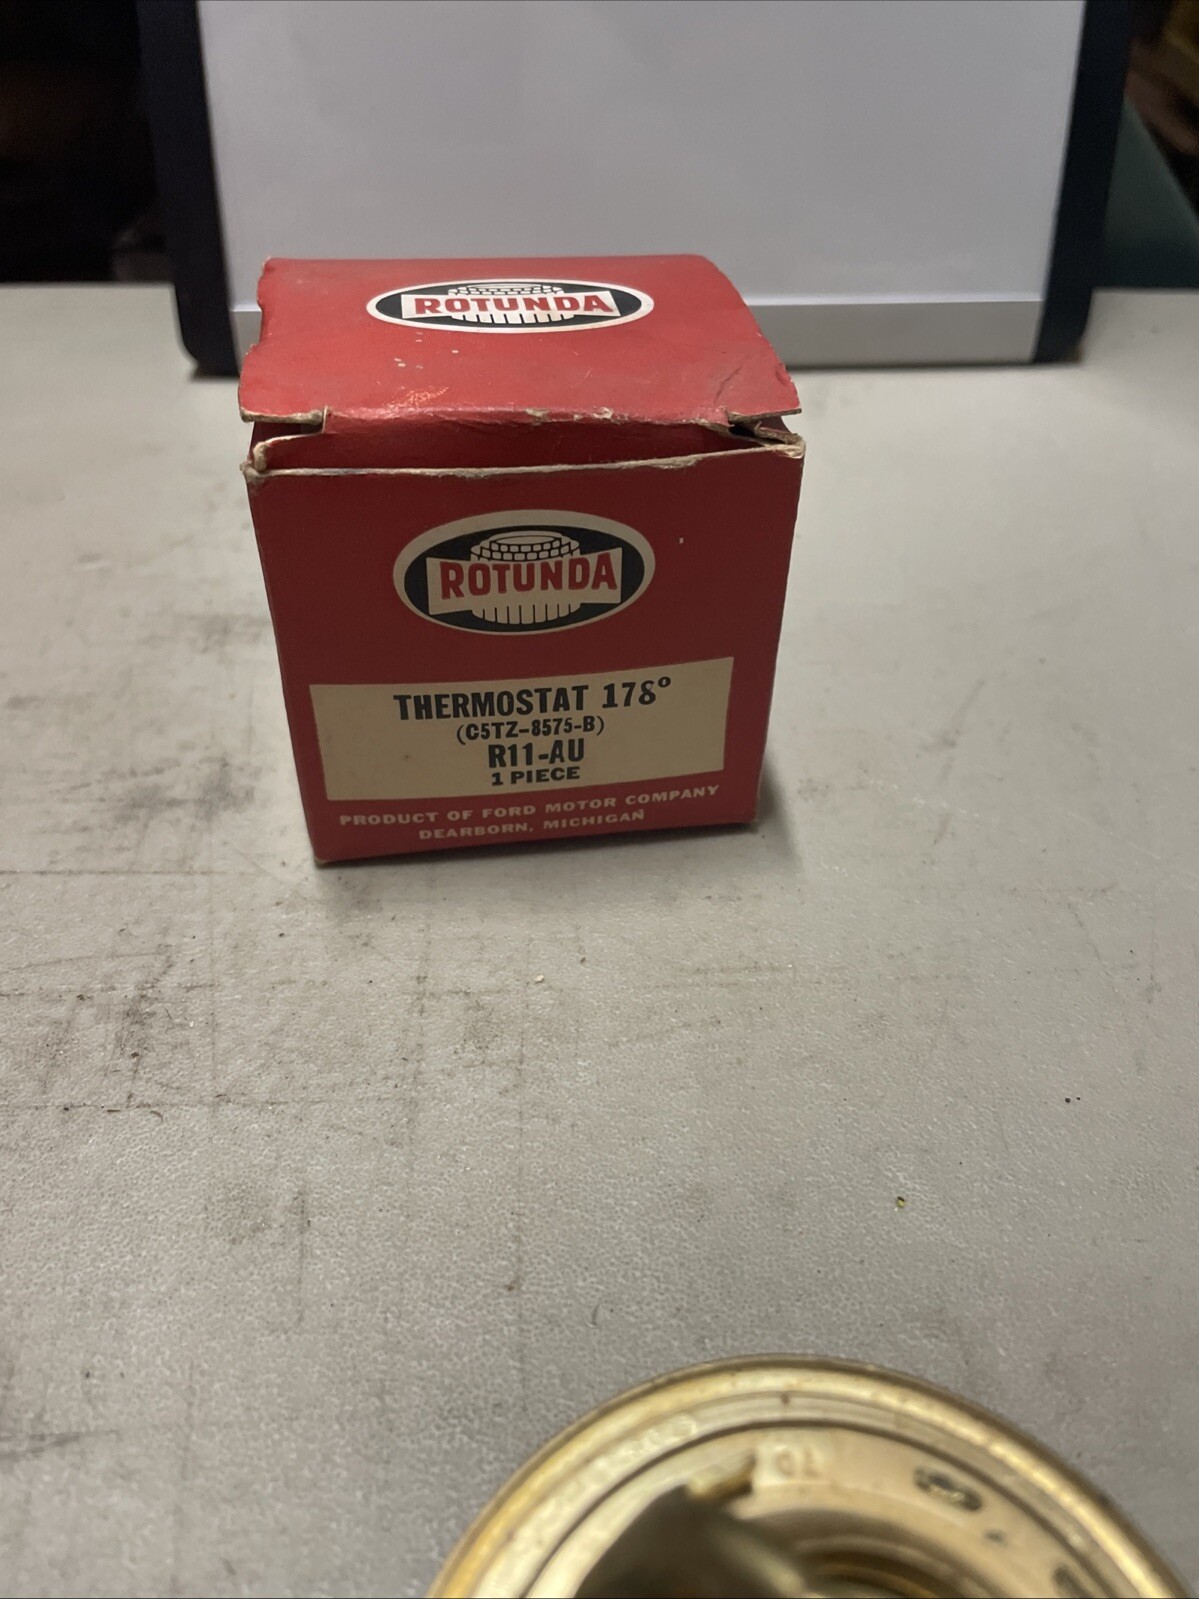 ROTUNDA
ROTUNDA
THERMOSTAT 178°
(C5TZ-8575-B)
R11-AU
1 PIECE
PRODUCT OF FORD MOTOR COMPANY
DEARBORN, MICHIGAN